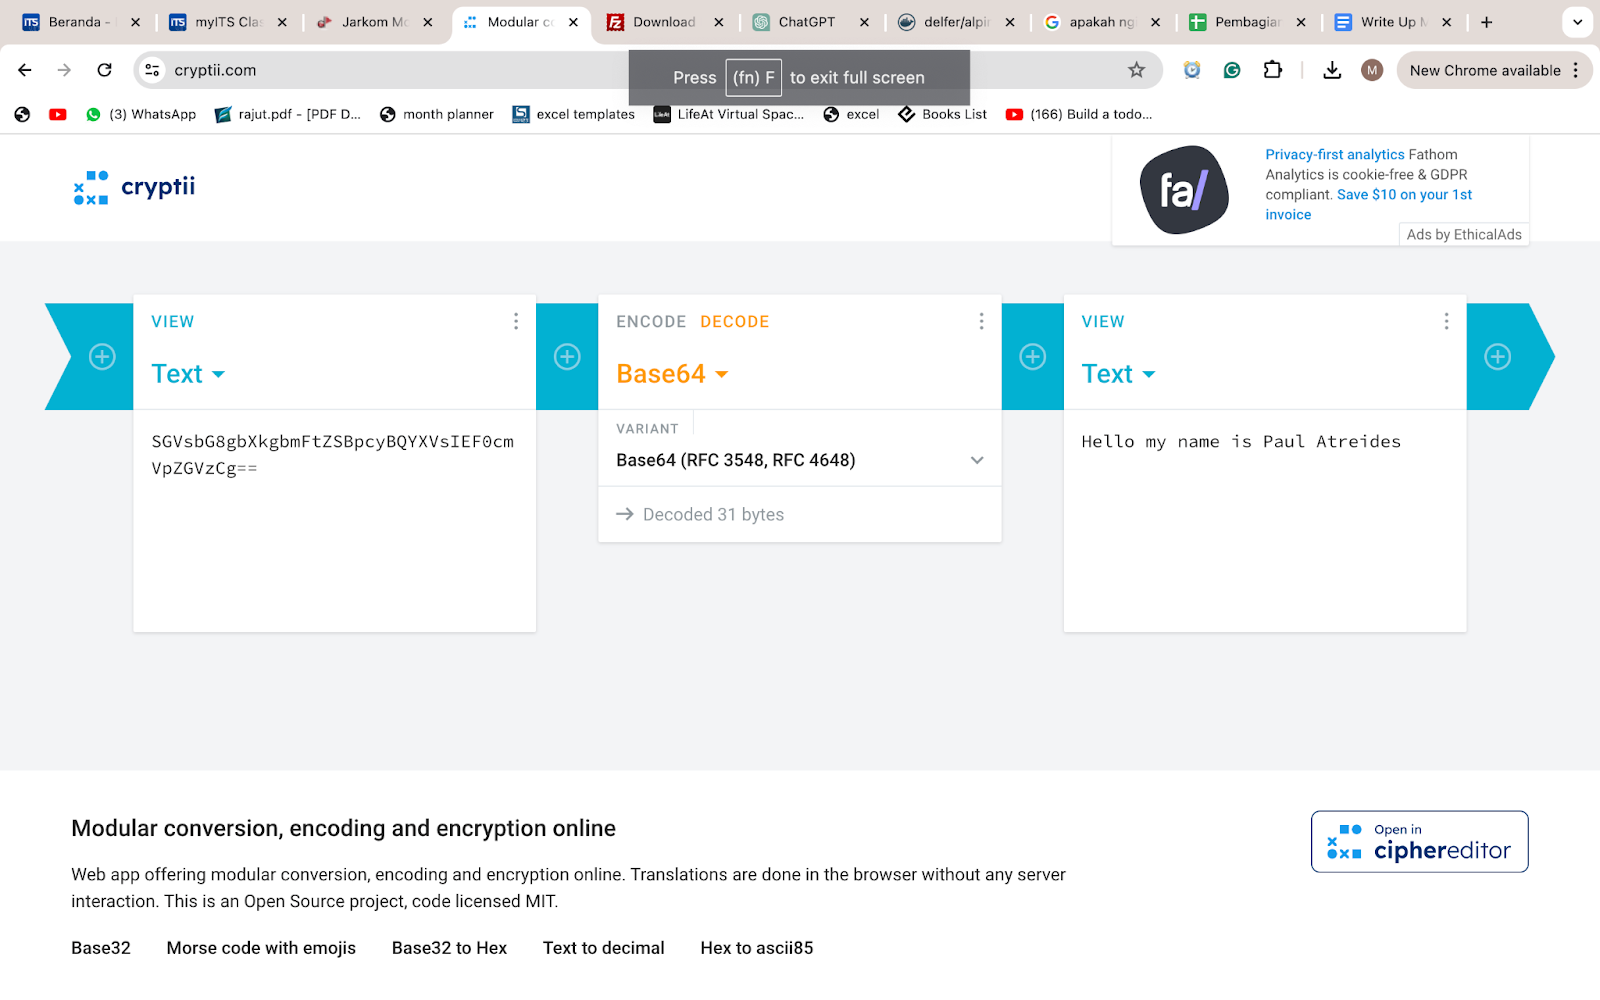 Beranda -
myITS Clas
Jarkom Mo
Modular co
Download
ChatGPT
delfer/alpin
apakah ng
Pembagian
Write Up M
cryptii.com
Press (fn) F to exit full screen
M
New Chrome available
(3) WhatsApp
rajut.pdf - [PDF D...
month planner
excel templates
LifeAt Virtual Spac...
excel
Books List
(166) Build a todo...
cryptii
fa/
Privacy-first analytics Fathom
Analytics is cookie-free & GDPR
compliant. Save $10 on your 1st
invoice
Ads by EthicalAds
VIEW
Text
SGVsbG8gbXkgbmFtZSBpcyBQYXVsIEF0cm
VpZGVzCg==
ENCODE DECODE
Base64
VARIANT
Base64 (RFC 3548, RFC 4648)
→ Decoded 31 bytes
VIEW
Text
Hello my name is Paul Atreides
Modular conversion, encoding and encryption online
Web app offering modular conversion, encoding and encryption online. Translations are done in the browser without any server
interaction. This is an Open Source project, code licensed MIT.
Open in
ciphereditor
Base32 Morse code with emojis Base32 to Hex Text to decimal Hex to ascii85